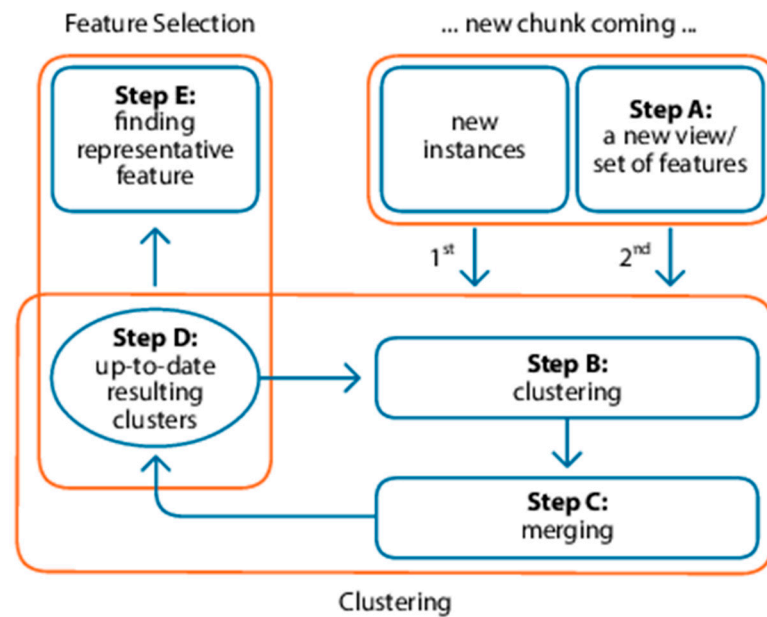 Feature Selection
... new chunk coming ...
Step E:
finding
representative
feature
new
instances
Step A:
a new view/
set of features
1st
2nd
Step D:
up-to-date
resulting
clusters
Step B:
clustering
Step C:
merging
Clustering